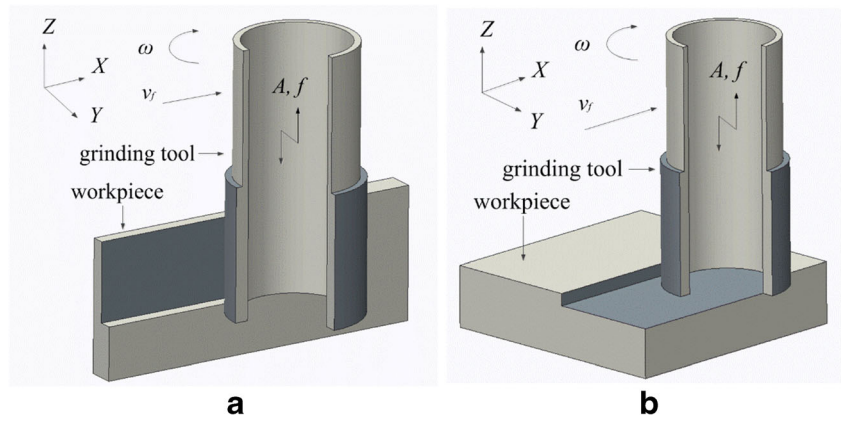 Z
X
Y
ω
v_f
A, f
grinding tool
workpiece
a
Z
X
Y
ω
v_f
A, f
grinding tool
workpiece
b